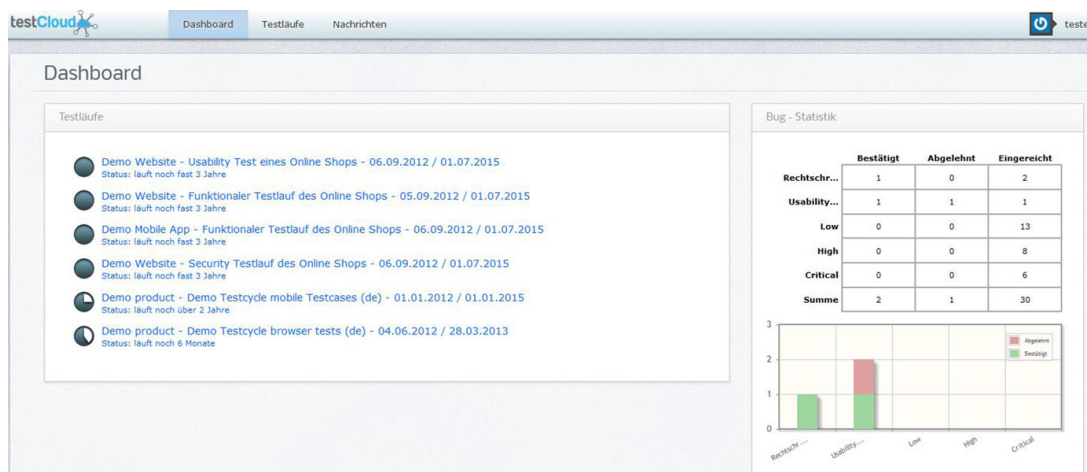 testCloud
Dashboard Testläufe Nachrichten
teste
Dashboard
Testläufe
Demo Website - Usability Test eines Online Shops - 06.09.2012 / 01.07.2015
Status: läuft noch fast 3 Jahre
Demo Website - Funktionaler Testlauf des Online Shops - 05.09.2012 / 01.07.2015
Status: läuft noch fast 3 Jahre
Demo Mobile App - Funktionaler Testlauf des Online Shops - 06.09.2012 / 01.07.2015
Status: läuft noch fast 3 Jahre
Demo Website - Security Testlauf des Online Shops - 06.09.2012 / 01.07.2015
Status: läuft noch fast 3 Jahre
Demo product - Demo Testcycle mobile Testcases (de) - 01.01.2012 / 01.01.2015
Status: läuft noch über 2 Jahre
Demo product - Demo Testcycle browser tests (de) - 04.06.2012 / 28.03.2013
Status: läuft noch 6 Monate
Bug - Statistik
Bestätigt Abgelehnt Eingereicht
Rechtschr... 1 0 2
Usability... 1 1 1
Low 0 0 13
High 0 0 8
Critical 0 0 6
Summe 2 1 30
3
2
1
0
Abgelehnt
Bestätigt
Rechtschr... Usability... Low High Critical